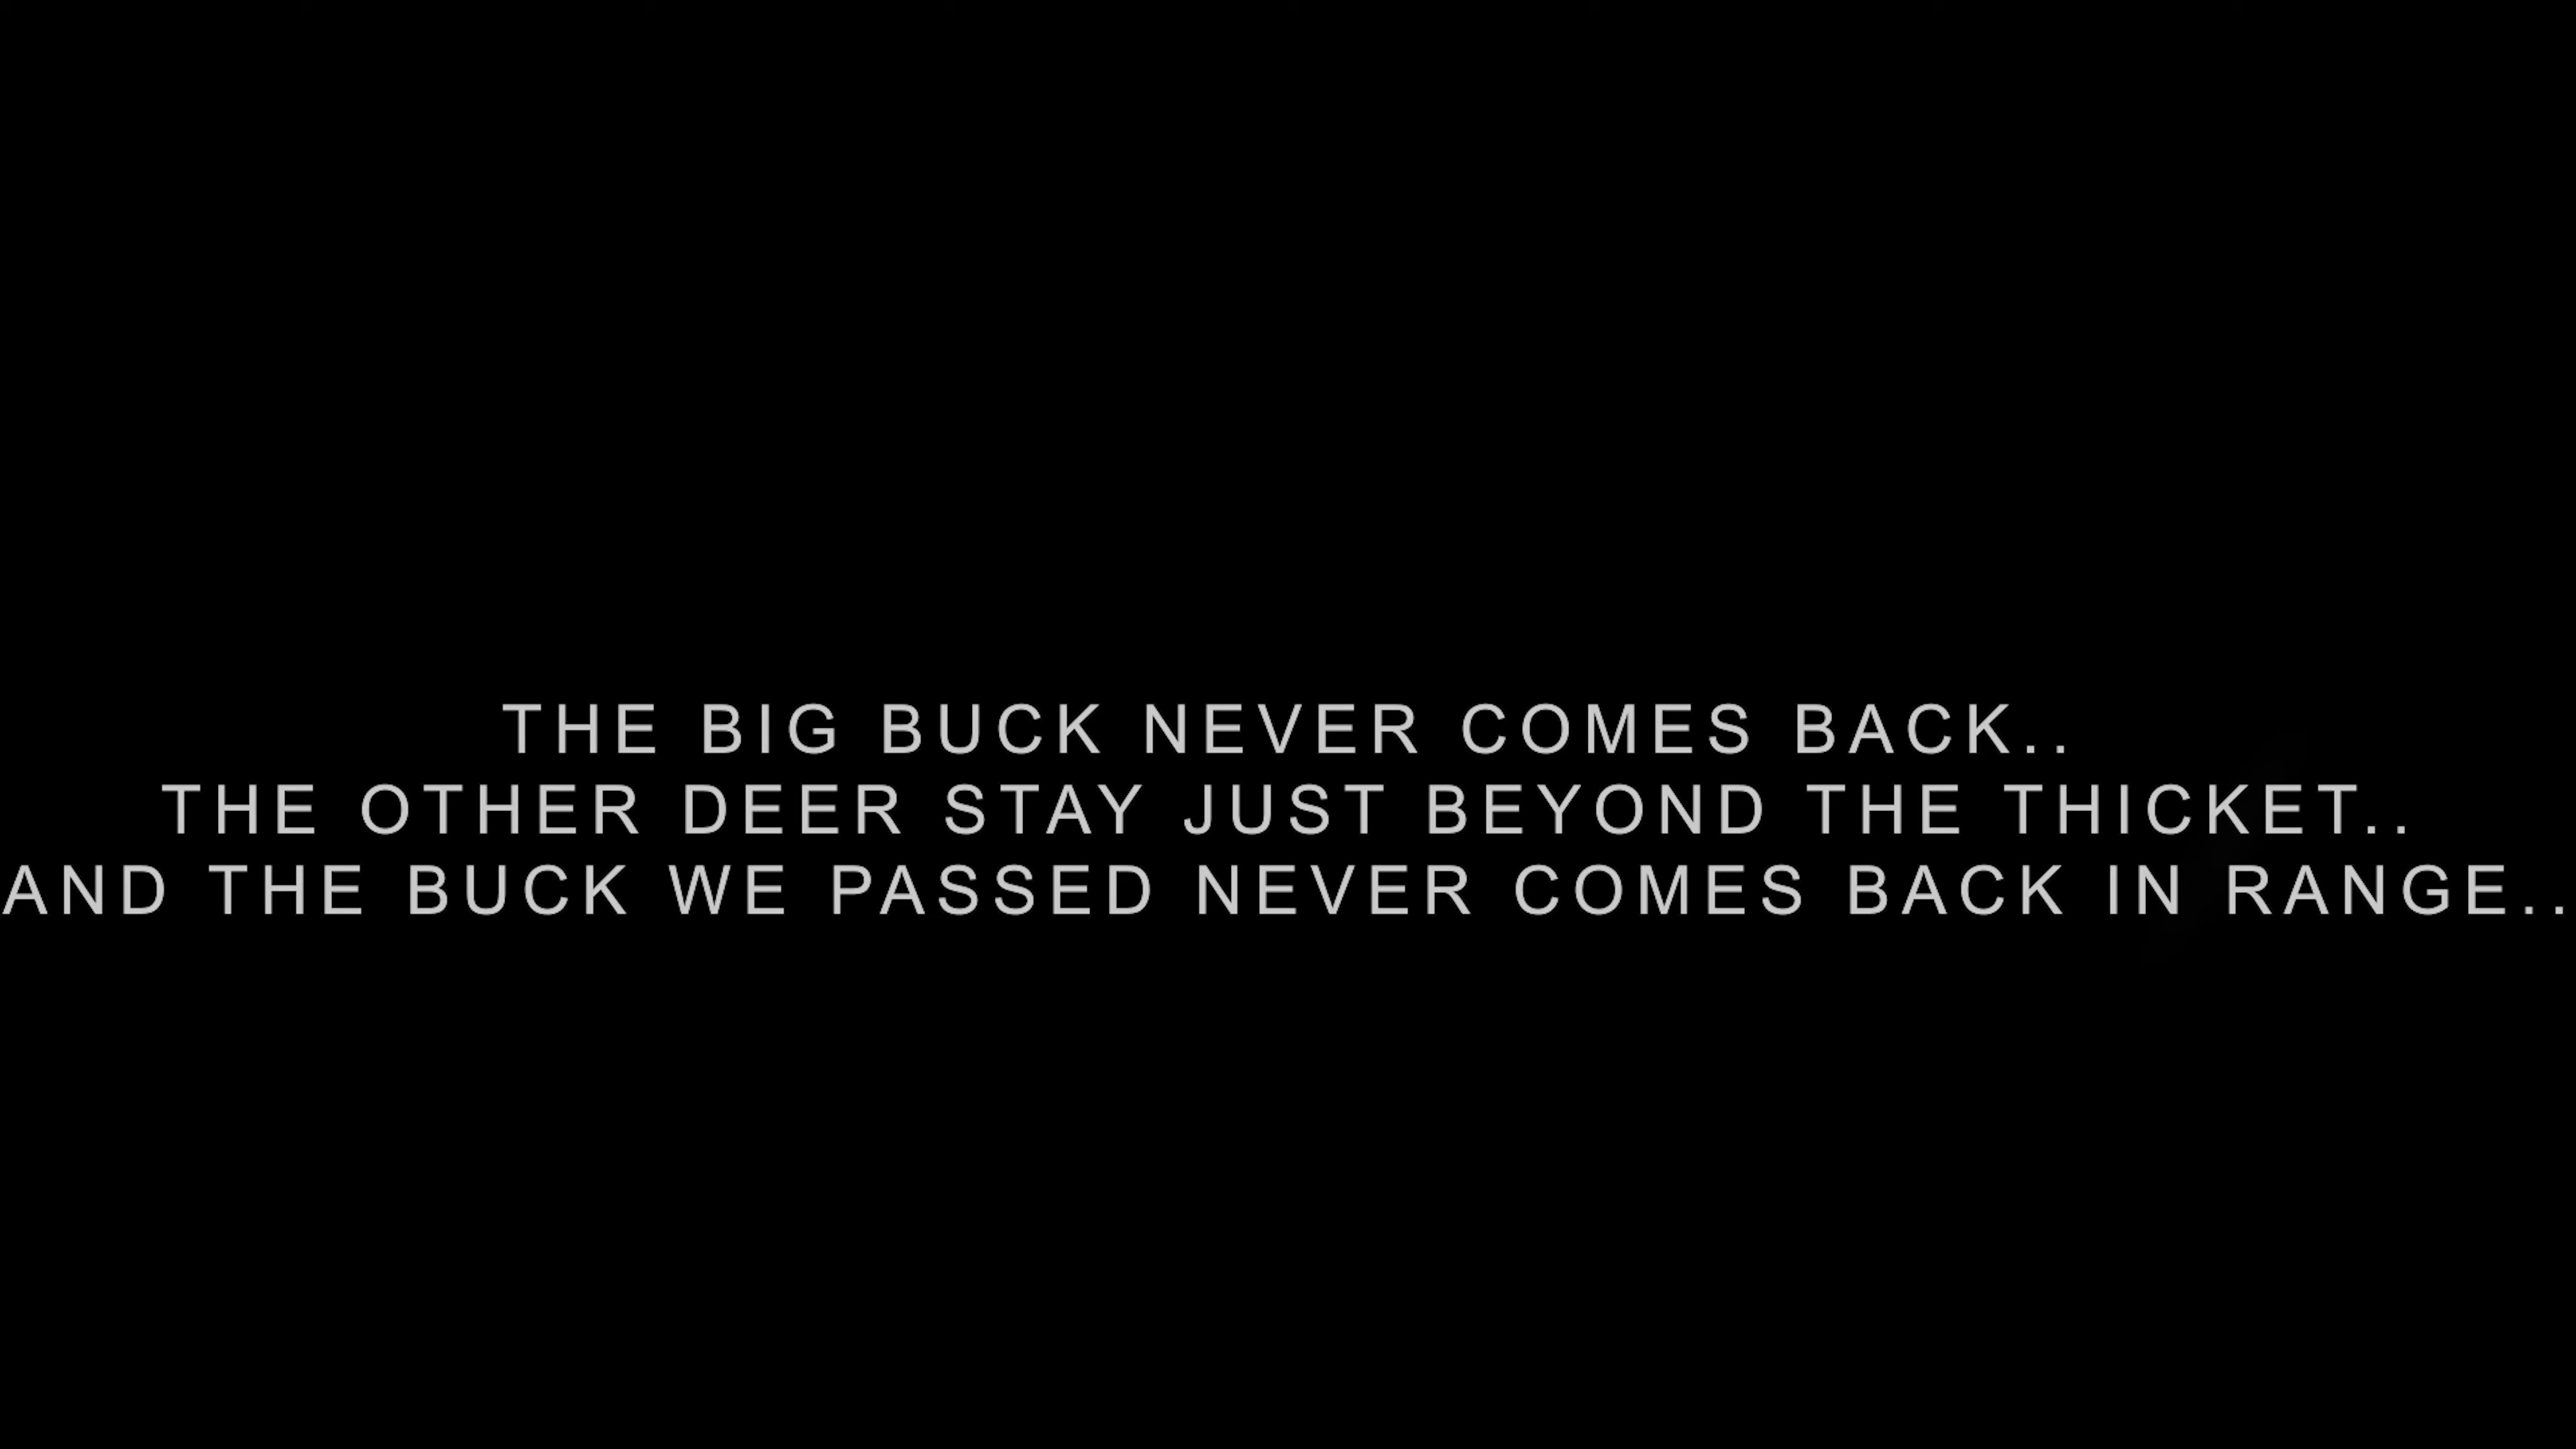 THE BIG BUCK NEVER COMES BACK..
THE OTHER DEER STAY JUST BEYOND THE THICKET..
AND THE BUCK WE PASSED NEVER COMES BACK IN RANGE..